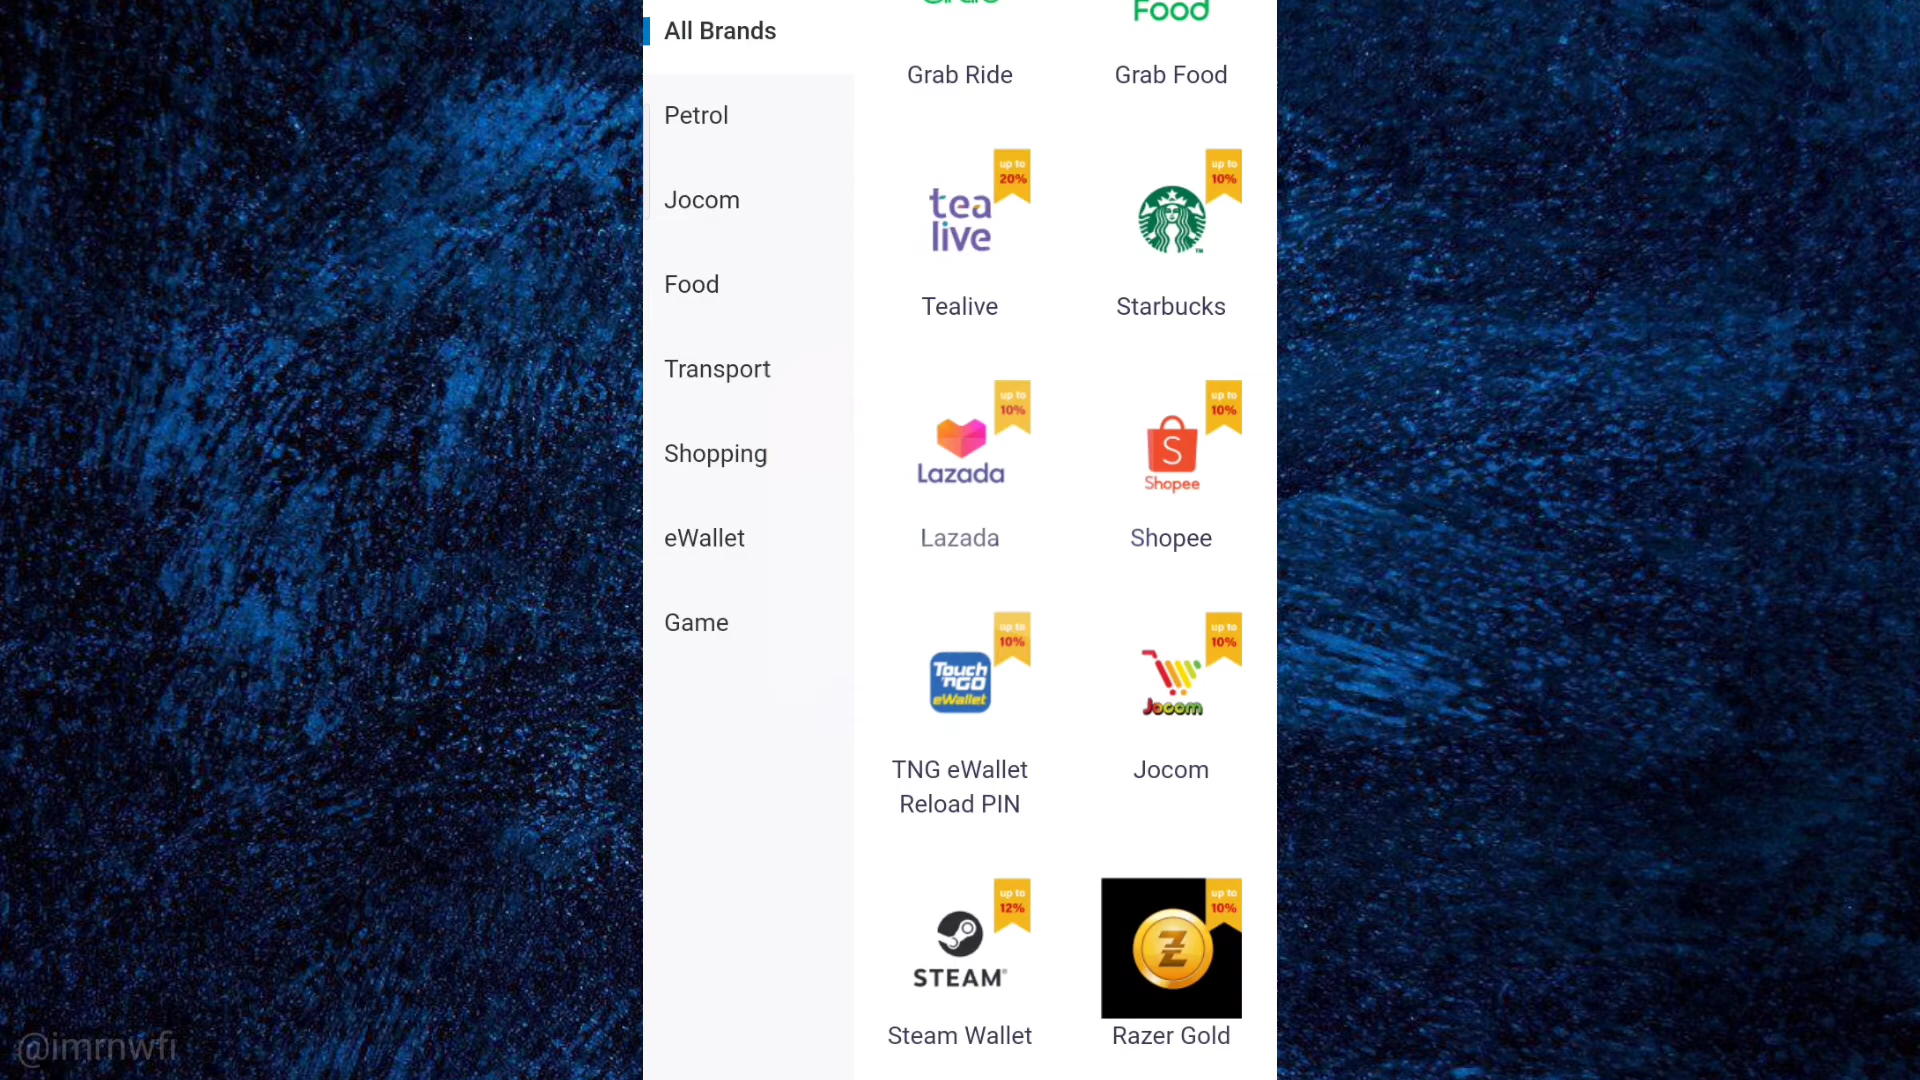 All Brands
Petrol
Jocom
Food
Transport
Shopping
eWallet
Game
Food
Grab Ride
Grab Food
up to
20%
tea
live
Tealive
up to
10%
Starbucks
up to
10%
Lazada
Lazada
up to
10%
S
Shopee
Shopee
up to
10%
Touch
'nGO
eWallet
TNG eWallet
Reload PIN
up to
10%
Jocom
Jocom
up to
12%
STEAM®
Steam Wallet
up to
10%
Razer Gold
@imrnwfi